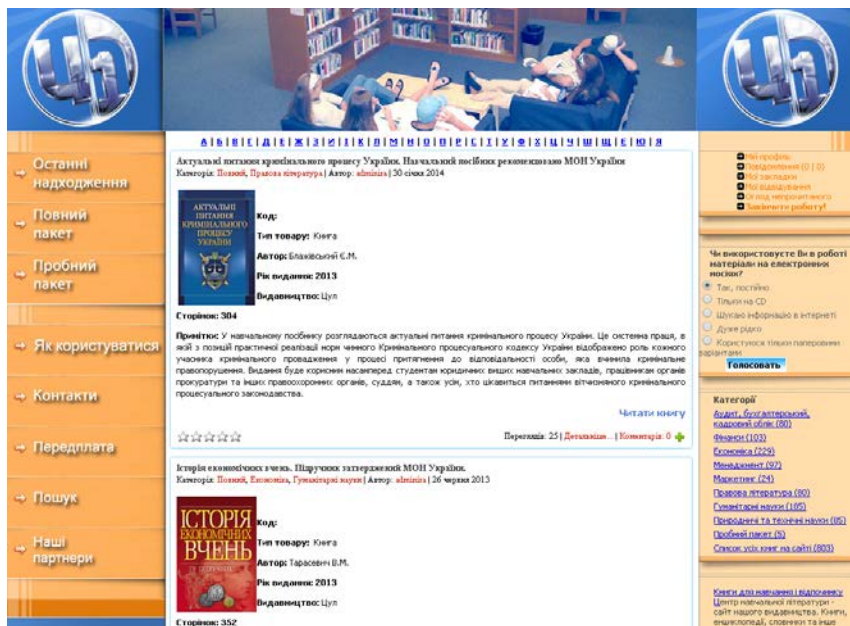 А | Б | В | Г | Д | Е | Ж | З | И | І | К | Л | М | Н | О | П | Р | С | Т | У | Ф | Х | Ц | Ч | Ш | Щ | Є | Ю | Я
Останні
надходження
Повний
пакет
Пробний
пакет
Як користуватися
Контакти
Передплата
Пошук
Наші
партнери
Актуальні питання кримінального процесу України. Навчальний посібник рекомендовано МОН України
Категорія: Повний, Правова література | Автор: alminira | 30 січня 2014
АКТУАЛЬНІ
ПИТАННЯ
КРИМІНАЛЬНОГО
ПРОЦЕСУ
УКРАЇНИ
Код:
Тип товару: Книга
Автор: Блажівський Є.М.
Рік видання: 2013
Видавництво: Цул
Сторінок: 304
Примітки: У навчальному посібнику розглядаються актуальні питання кримінального процесу України. Це системна праця, в
якій з позицій практичної реалізації норм чинного Кримінального процесуального кодексу України відображено роль кожного
учасника кримінального провадження у процесі притягнення до відповідальності особи, яка вчинила кримінальне
правопорушення. Видання буде корисним насамперед студентам юридичних вищих навчальних закладів, працівникам органів
прокуратури та інших правоохоронних органів, суддям, а також усім, хто цікавиться питаннями вітчизняного кримінального
процесуального законодавства.
Читати книгу
Переглядів: 25 | Детальніше... | Коментарів: 0
Історія економічних вчень. Підручник затверджений МОН України.
Категорія: Повний, Економіка, Гуманітарні науки | Автор: alminira | 26 червня 2013
ІСТОРІЯ
ЕКОНОМІЧНИХ
ВЧЕНЬ
Код:
Тип товару: Книга
Автор: Тарасевич В.М.
Рік видання: 2013
Видавництво: Цул
Сторінок: 352
Мій профіль
Повідомлення (0 | 0)
Мої закладки
Мої відвідування
Огляд непрочитаного
Закінчити роботу!
Чи використовуєте Ви в роботі
матеріали на електронних
носіях?
Так, постійно
Тільки на CD
Шукаю інформацію в інтернеті
Дуже рідко
Користуюся тільки паперовими
варіантами
Голосовать
Категорії
Аудит, бухгалтерський,
кадровий облік (80)
Фінанси (103)
Економіка (229)
Менеджмент (97)
Маркетинг (24)
Правова література (80)
Гуманітарні науки (185)
Природничі та технічні науки (85)
Пробний пакет (5)
Список усіх книг на сайті (803)
Книги для навчання і відпочинку
Центр навчальної літератури -
сайт нашого видавництва. Книги,
енциклопедії, словники та інше